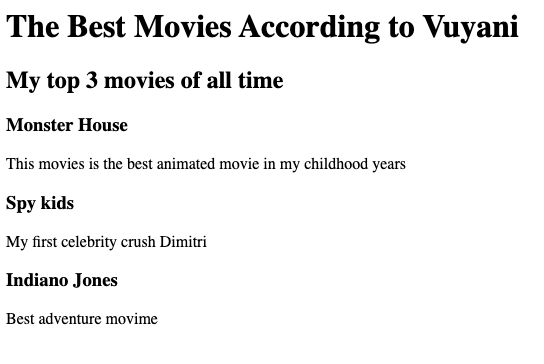 The Best Movies According to Vuyani
My top 3 movies of all time
Monster House
This movies is the best animated movie in my childhood years
Spy kids
My first celebrity crush Dimitri
Indiano Jones
Best adventure movime